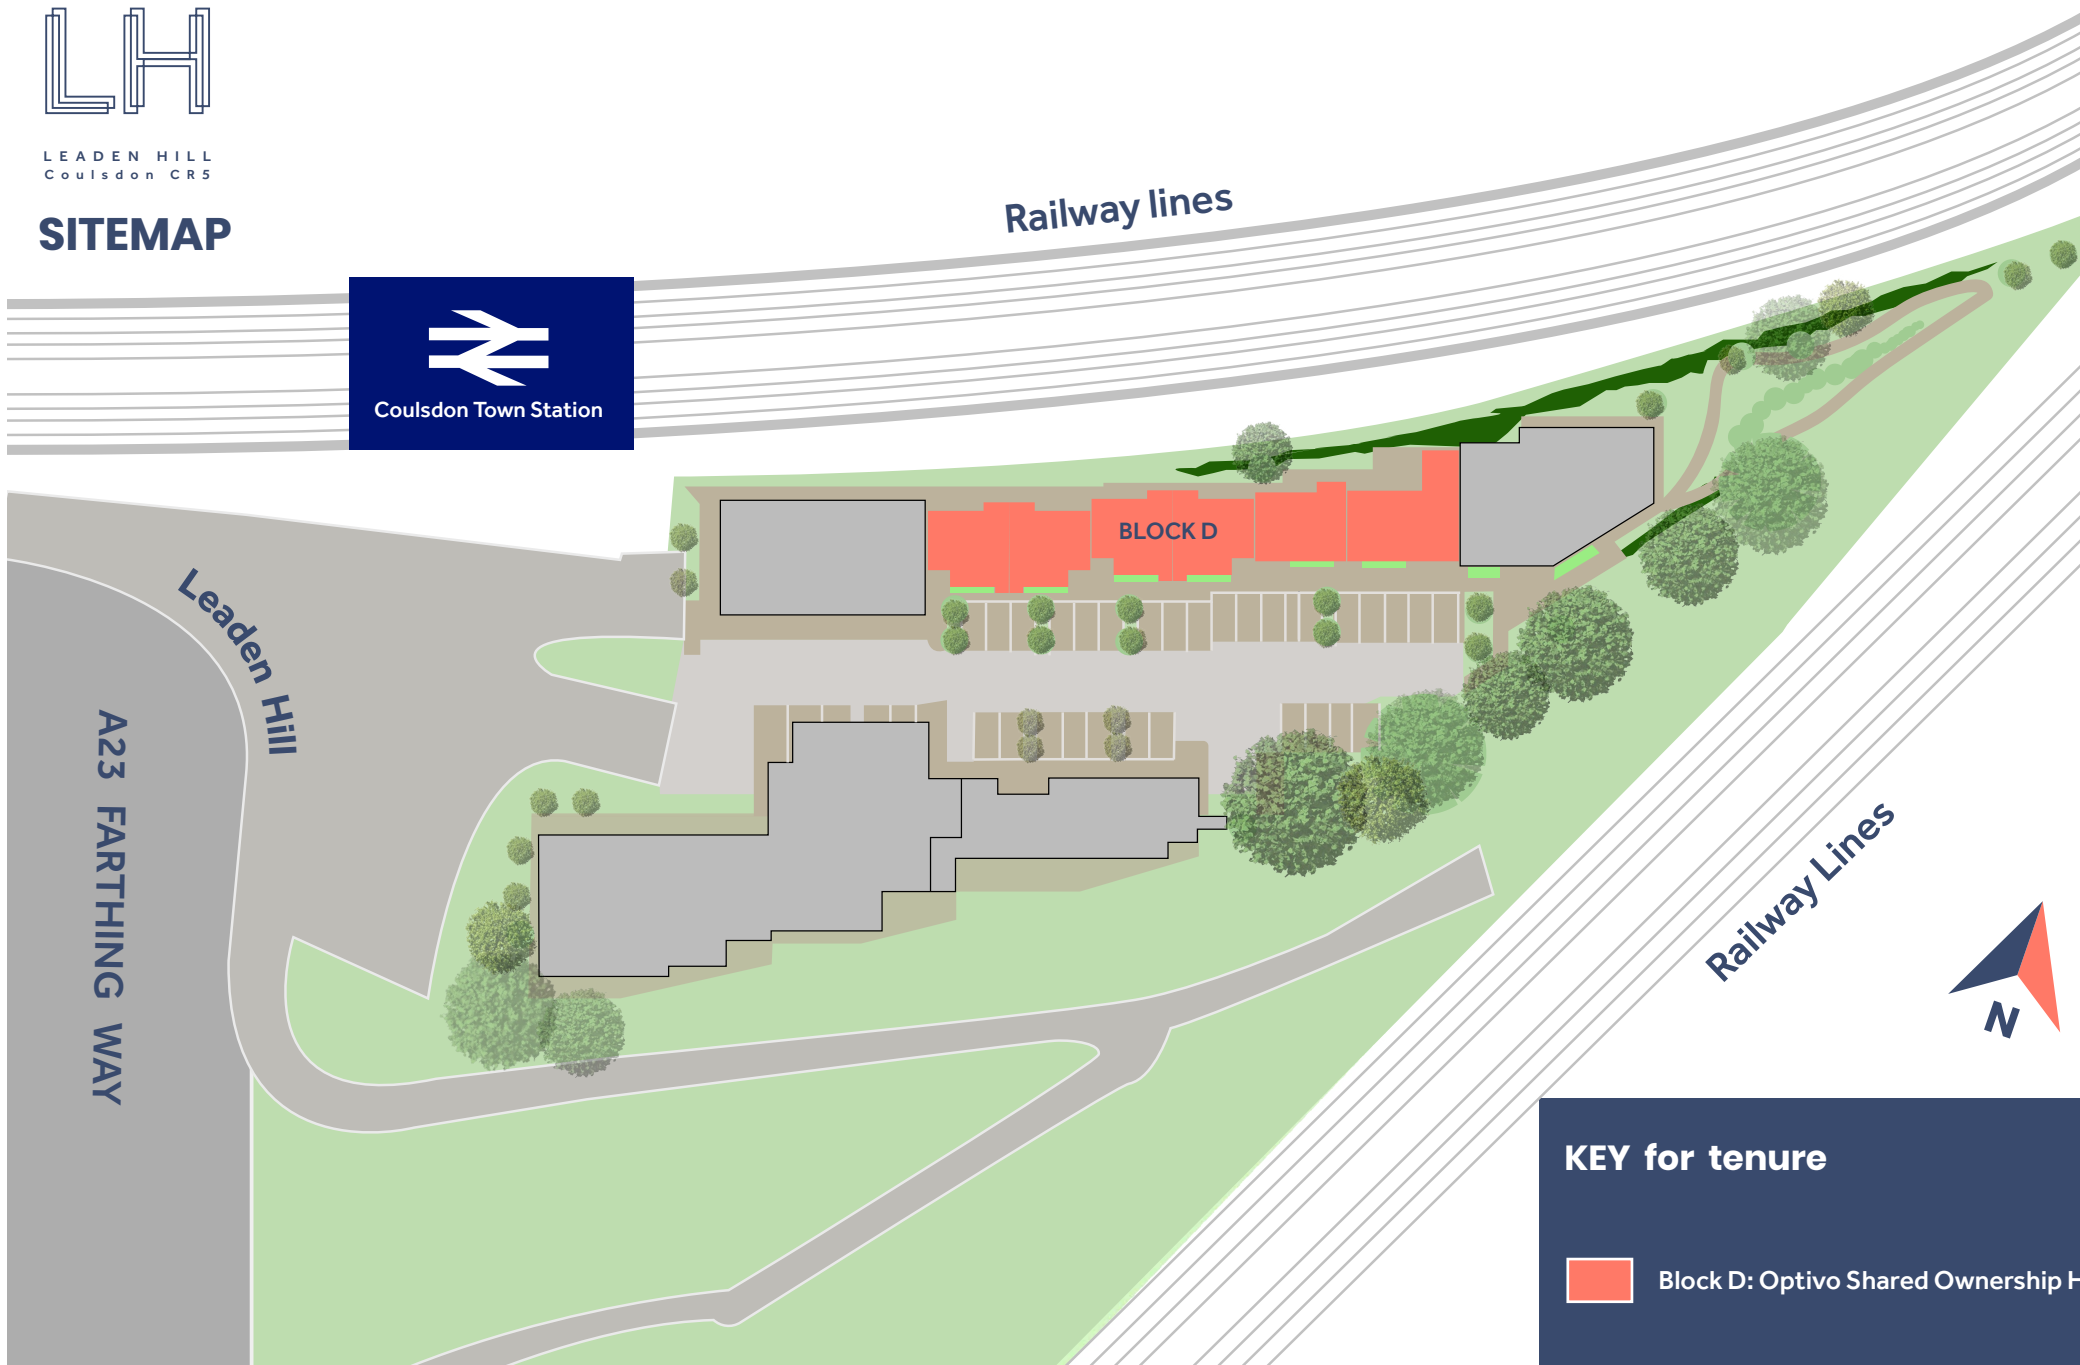 LH
LEADEN HILL
Coulsdon CR5
SITEMAP
Railway lines
Coulsdon Town Station
BLOCK D
Leaden Hill
A23 FARTHING WAY
Railway Lines
N
KEY for tenure
Block D: Optivo Shared Ownership H